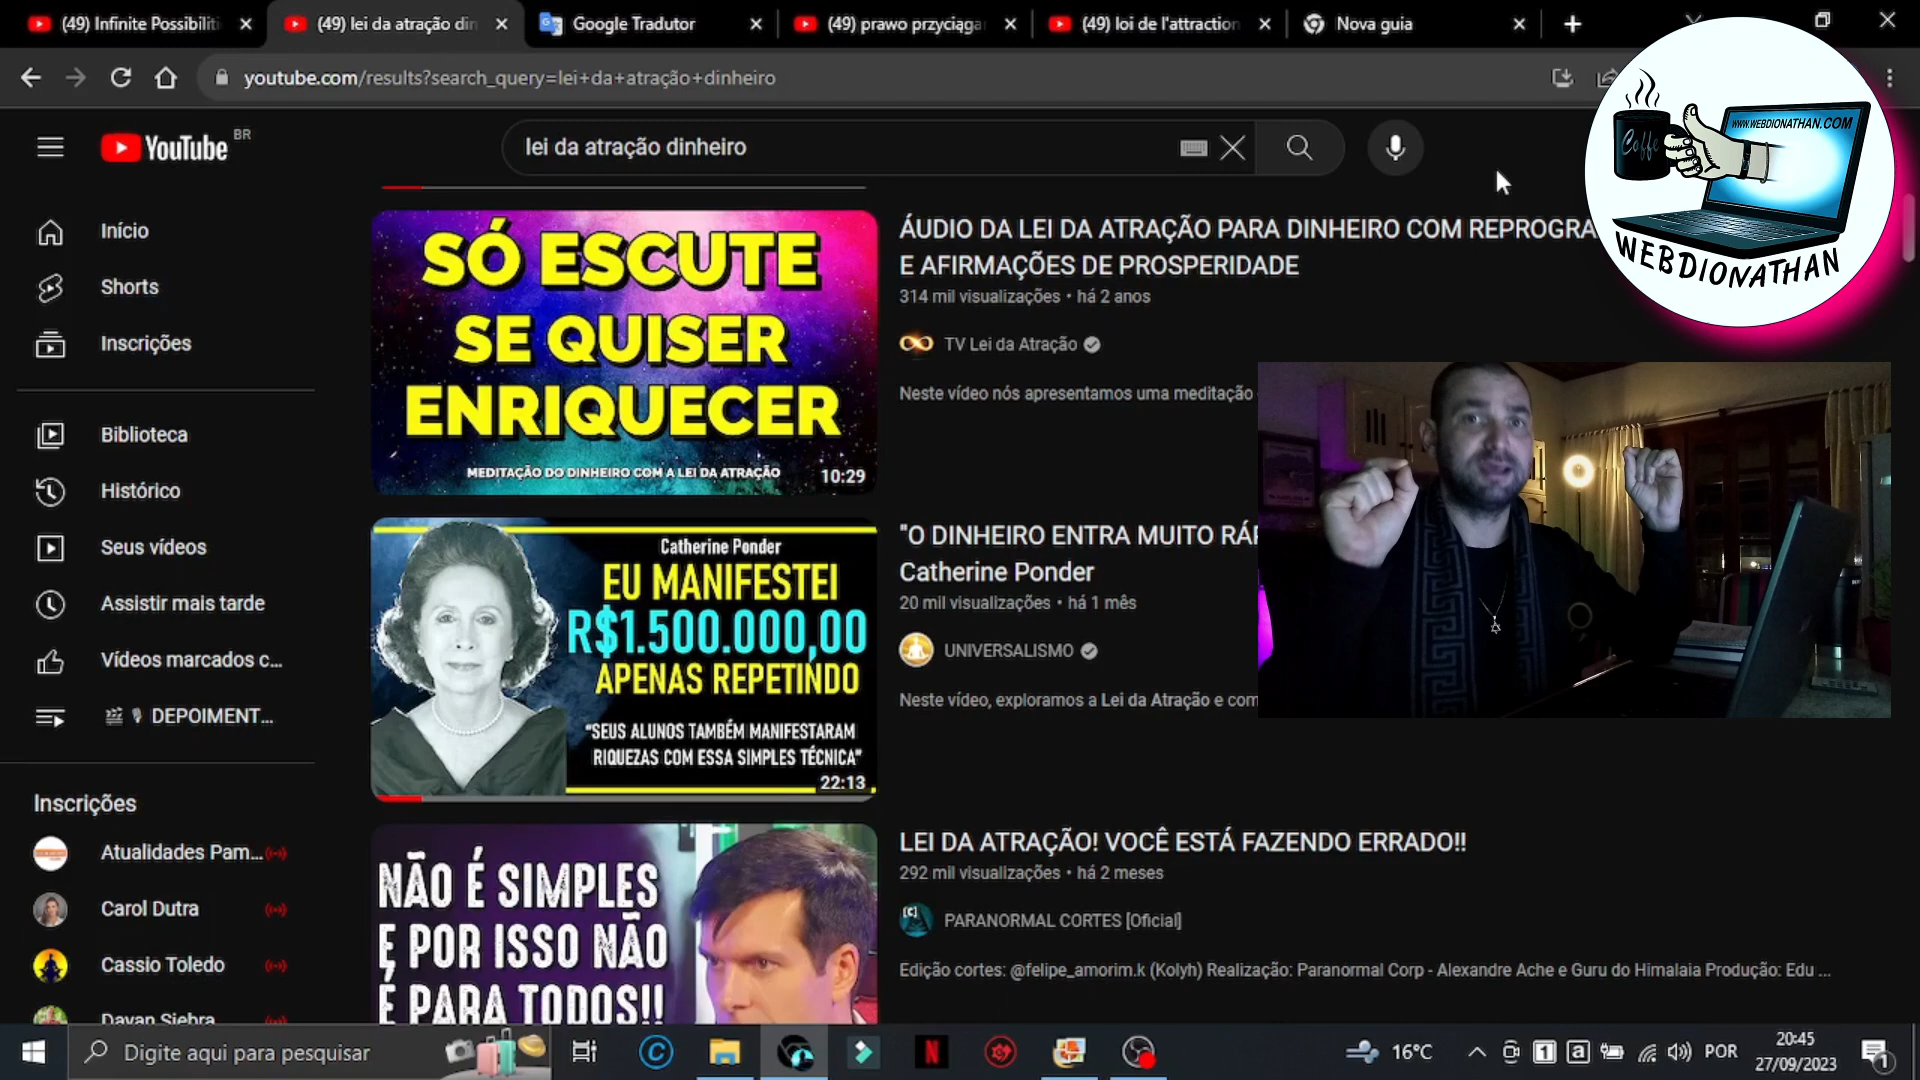 (49) Infinite Possibiliti
(49) lei da atração din
Google Tradutor
(49) prawo przyciąga
(49) loi de l'attraction
Nova guia
youtube.com/results?search_query=lei+da+atração+dinheiro
YouTube BR
lei da atração dinheiro
Coffe
WWW.WEBDIONATHAN.COM
WEBDIONATHAN
Início
Shorts
Inscrições
Biblioteca
Histórico
Seus vídeos
Assistir mais tarde
Vídeos marcados c...
DEPOIMENT...
Inscrições
Atualidades Pam...
Carol Dutra
Cassio Toledo
Dayan Siebra
SÓ ESCUTE
SE QUISER
ENRIQUECER
MEDITAÇÃO DO DINHEIRO COM A LEI DA ATRAÇÃO
10:29
ÁUDIO DA LEI DA ATRAÇÃO PARA DINHEIRO COM REPROGRA
E AFIRMAÇÕES DE PROSPERIDADE
314 mil visualizações • há 2 anos
TV Lei da Atração
Neste vídeo nós apresentamos uma meditação
Catherine Ponder
EU MANIFESTEI
R$1.500.000,00
APENAS REPETINDO
"SEUS ALUNOS TAMBÉM MANIFESTARAM
RIQUEZAS COM ESSA SIMPLES TÉCNICA"
22:13
"O DINHEIRO ENTRA MUITO RÁP
Catherine Ponder
20 mil visualizações • há 1 mês
UNIVERSALISMO
Neste vídeo, exploramos a Lei da Atração e com
NÃO É SIMPLES
E POR ISSO NÃO
É PARA TODOS!!
LEI DA ATRAÇÃO! VOCÊ ESTÁ FAZENDO ERRADO!!
292 mil visualizações • há 2 meses
PARANORMAL CORTES [Oficial]
Edição cortes: @felipe_amorim.k (Kolyh) Realização: Paranormal Corp - Alexandre Ache e Guru do Himalaia Produção: Edu ...
Digite aqui para pesquisar
16°C
POR
20:45
27/09/2023
1